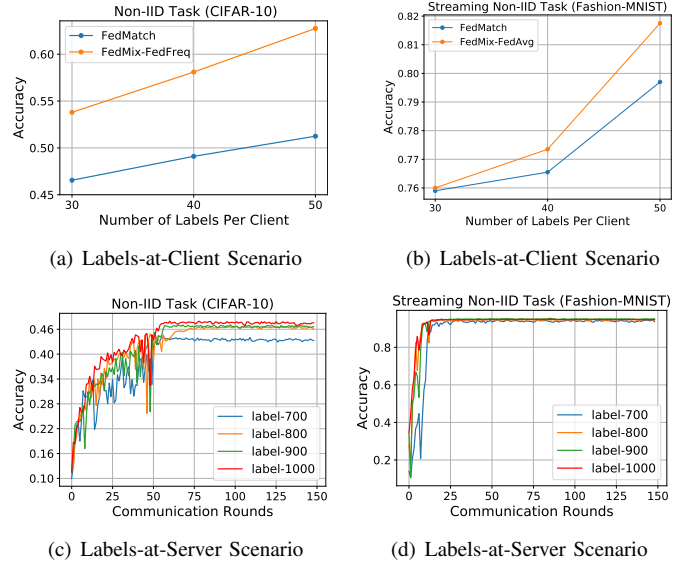 Non-IID Task (CIFAR-10)
FedMatch
FedMix-FedFreq
Accuracy
0.60
0.55
0.50
0.45
30
40
50
Number of Labels Per Client
(a) Labels-at-Client Scenario
Streaming Non-IID Task (Fashion-MNIST)
FedMatch
FedMix-FedAvg
Accuracy
0.82
0.81
0.80
0.78
0.77
0.76
30
40
50
Number of Labels Per Client
(b) Labels-at-Client Scenario
Non-IID Task (CIFAR-10)
Accuracy
0.46
0.40
0.34
0.28
0.22
0.16
0.10
label-700
label-800
label-900
label-1000
0
25
50
75
100
125
150
Communication Rounds
(c) Labels-at-Server Scenario
Streaming Non-IID Task (Fashion-MNIST)
Accuracy
0.8
0.6
0.4
0.2
label-700
label-800
label-900
label-1000
0
25
50
75
100
125
150
Communication Rounds
(d) Labels-at-Server Scenario